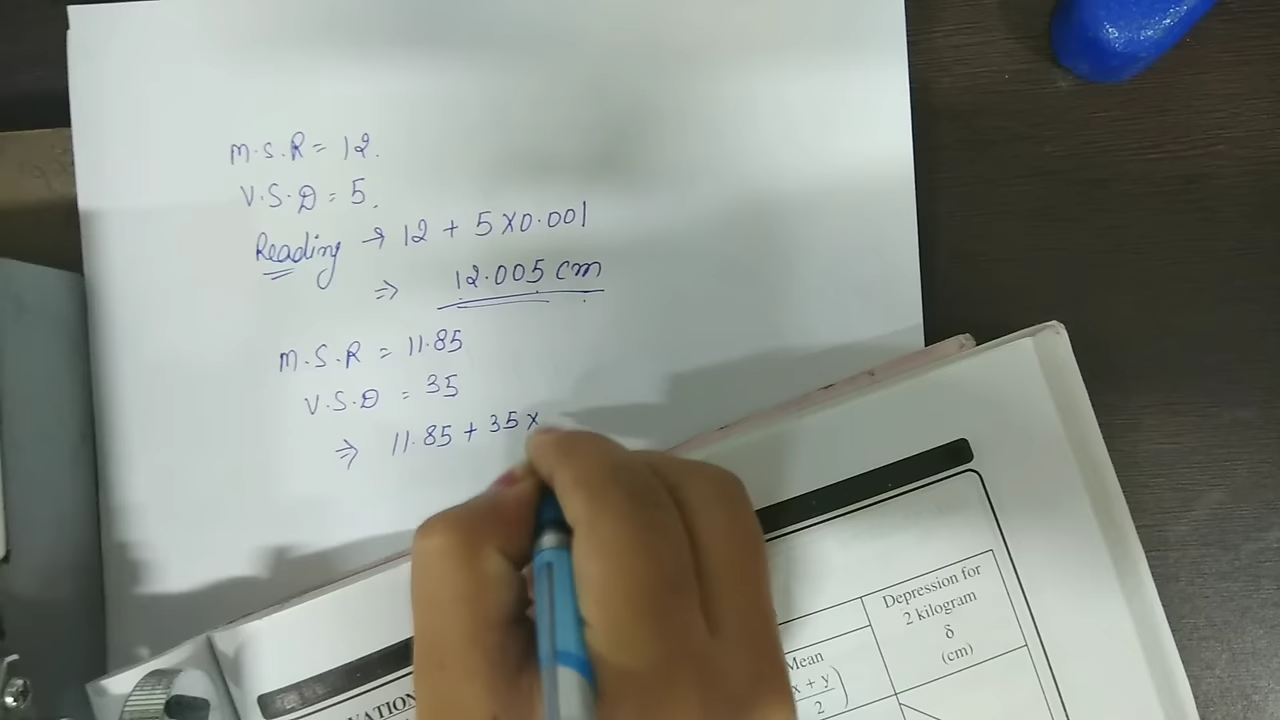 M.S.R = 12.
V.S.D = 5.
Reading → 12 + 5×0.001
⇒ 12.005 cm
M.S.R = 11.85
V.S.D = 35
⇒ 11.85 + 35×
Depression for
2 kilogram
δ
(cm)
Mean
x + y
2